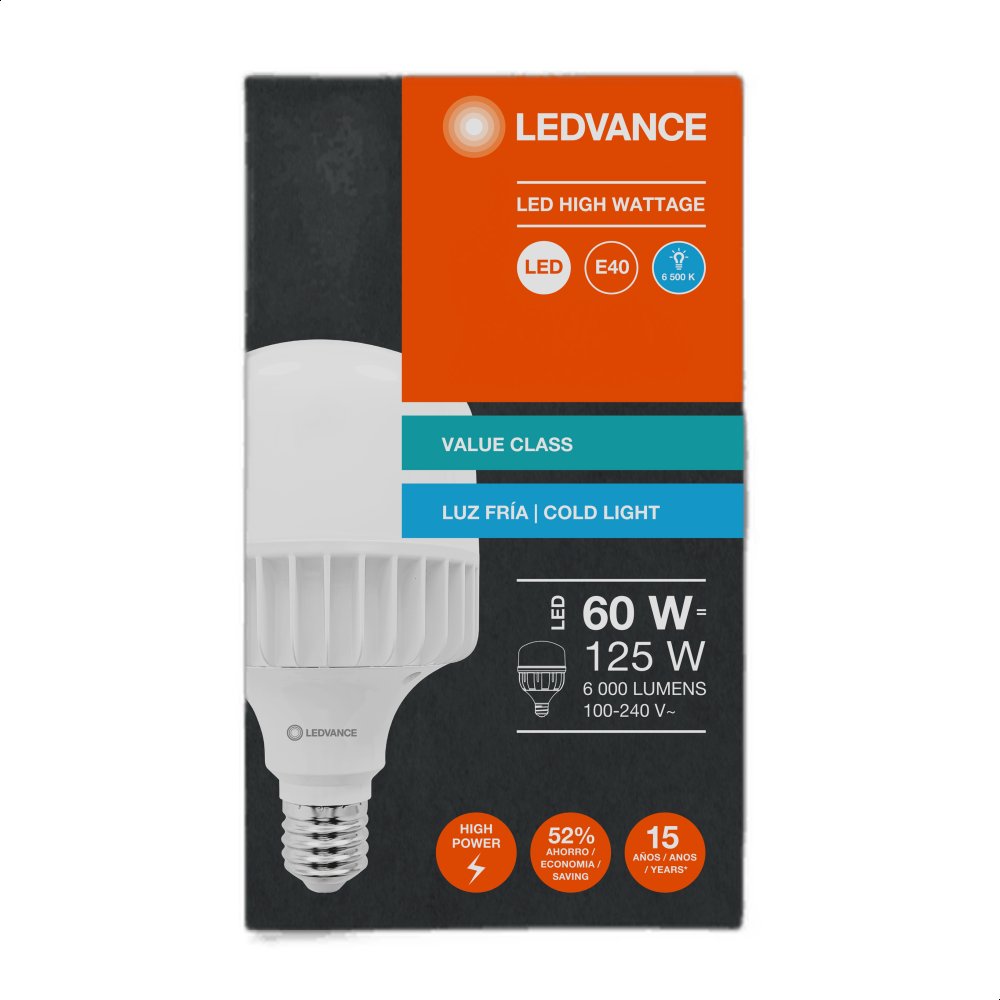 LEDVANCE
LED HIGH WATTAGE
LED
E40
6 500 K
VALUE CLASS
LUZ FRÍA | COLD LIGHT
LED
60 W=
125 W
6 000 LUMENS
100-240 V~
LEDVANCE
HIGH
POWER
52%
AHORRO /
ECONOMIA /
SAVING
15
AÑOS / ANOS
/ YEARS*